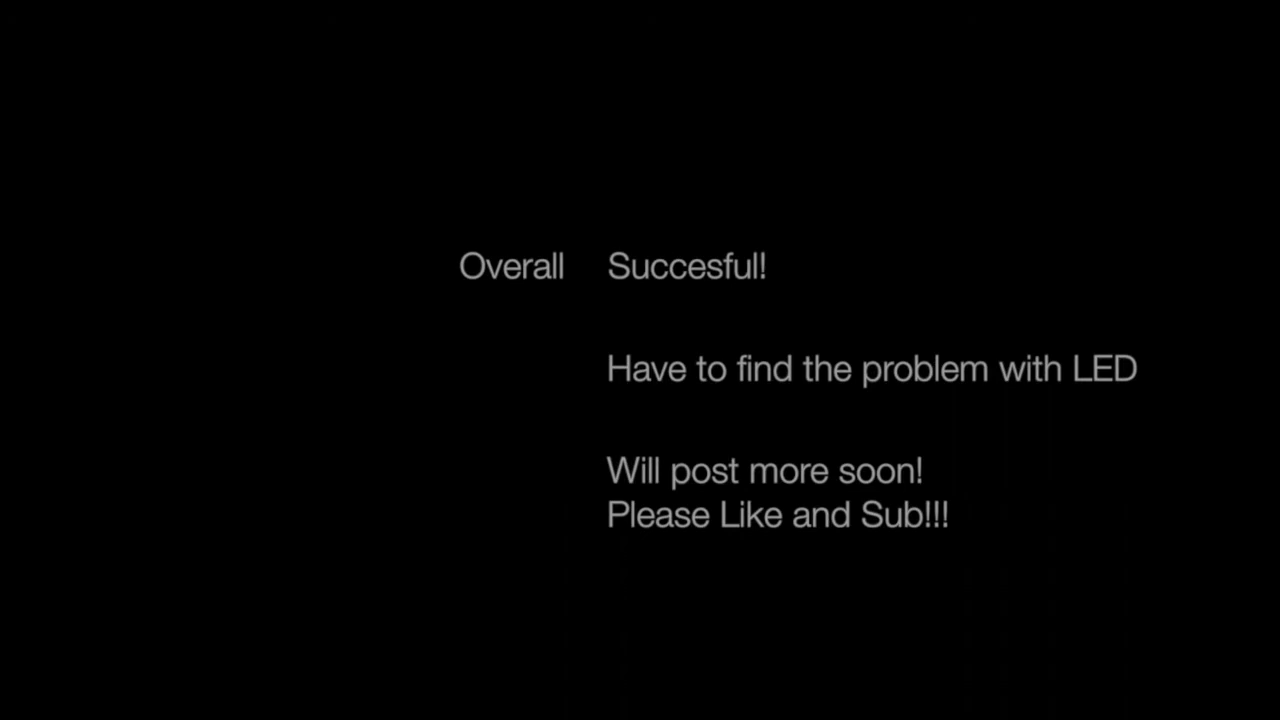 Overall Succesful!
Have to find the problem with LED
Will post more soon!
Please Like and Sub!!!